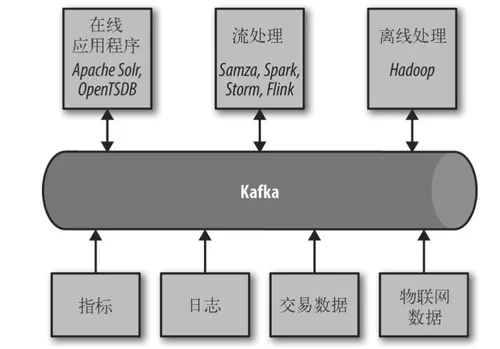 在线
应用程序
Apache Solr,
OpenTSDB
流处理
Samza, Spark,
Storm, Flink
离线处理
Hadoop
Kafka
指标
日志
交易数据
物联网
数据